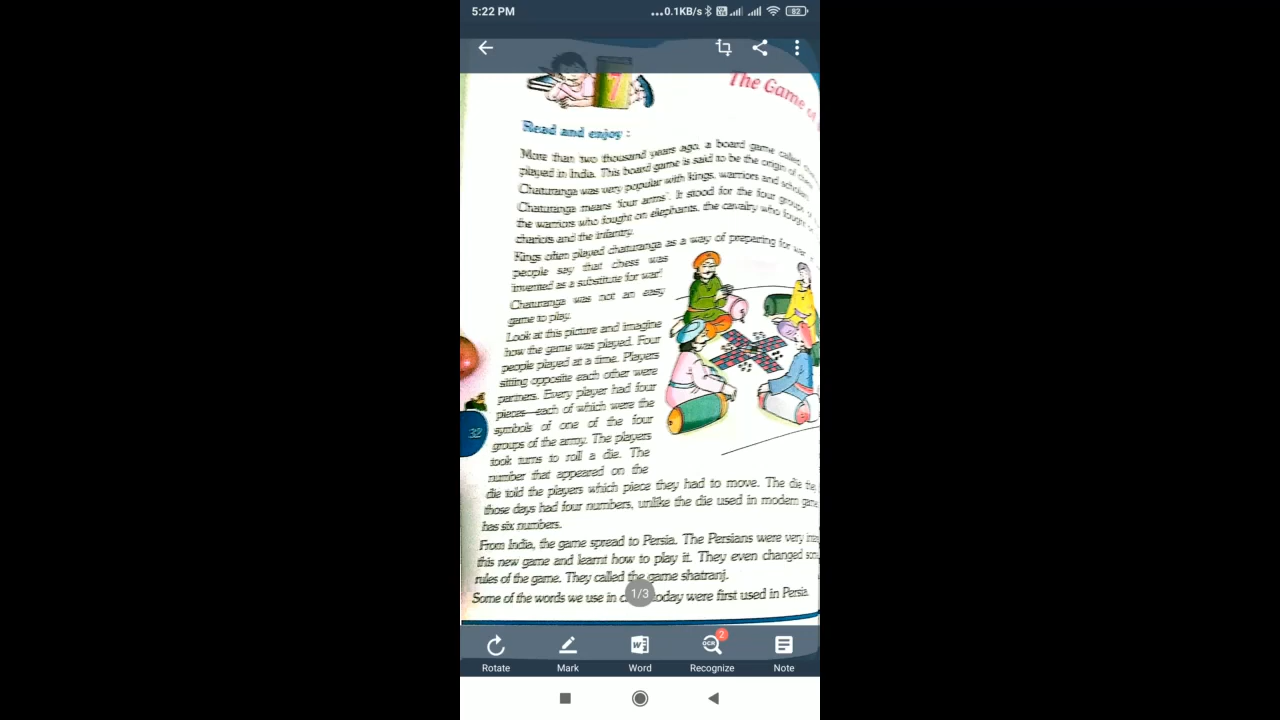 5:22 PM
...0.1KB/s
82
7
The Game of
Read and enjoy :
More than two thousand years ago, a board game called
played in India. This board game is said to be the origin of
Chaturanga was very popular with kings, warriors and
Chaturanga means 'four arms'. It stood for the four groups
the warriors who fought on elephants, the cavalry who fought
chariots and the infantry.
Kings often played chaturanga as a way of preparing for war
people say that chess was
invented as a substitute for war!
Chaturanga was not an easy
game to play.
Look at this picture and imagine
how the game was played. Four
people played at a time. Players
sitting opposite each other were
partners. Every player had four
pieces—each of which were the
symbols of one of the four
32
groups of the army. The players
took turns to roll a die. The
number that appeared on the
die told the players which piece they had to move. The die
those days had four numbers, unlike the die used in modern game
has six numbers.
From India, the game spread to Persia. The Persians were very
this new game and learnt how to play it. They even changed
rules of the game. They called the game shatranj.
Some of the words we use in today were first used in Persia.
1/3
2
Rotate
Mark
Word
Recognize
Note